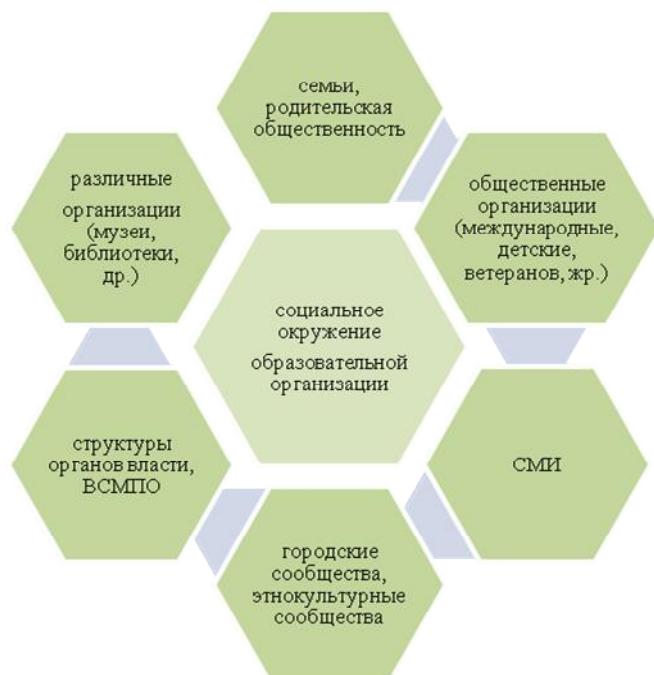 семьи,
родительская
общественность
общественные
организации
(международные,
детские,
ветеранов, жр.)
СМИ
городские
сообщества,
этнокультурные
сообщества
структуры
органов власти,
ВСМПО
различные
организации
(музеи,
библиотеки,
др.)
социальное
окружение
образовательной
организации